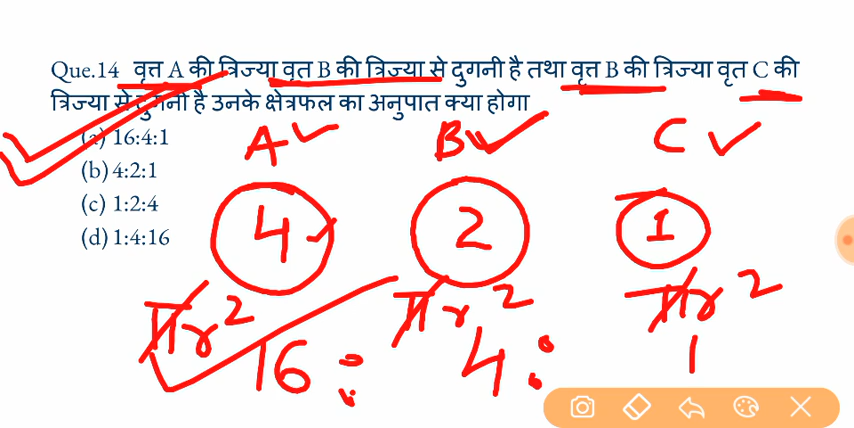 Que.14 वृत्त A की त्रिज्या वृत B की त्रिज्या से दुगनी है तथा वृत्त B की त्रिज्या वृत C की
त्रिज्या से दुगनी है उनके क्षेत्रफल का अनुपात क्या होगा
(a) 16:4:1
(b) 4:2:1
(c) 1:2:4
(d) 1:4:16
A B C
4 2 1
πr² πr² πr²
16 : 4 : 1